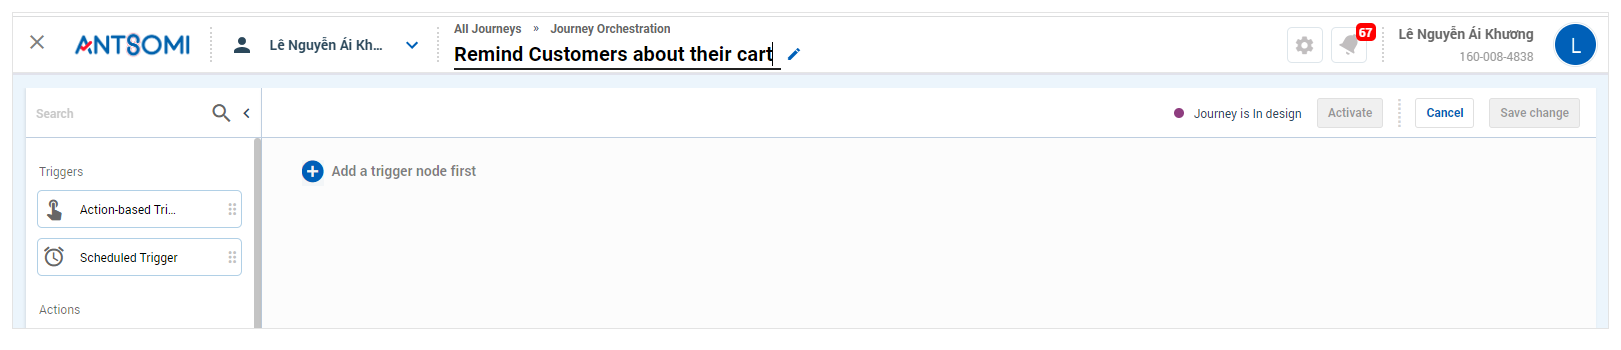 ANTSOMI
Lê Nguyễn Ái Kh...
All Journeys » Journey Orchestration
Remind Customers about their cart
67
Lê Nguyễn Ái Khương
160-008-4838
L
Search
Journey is In design
Activate
Cancel
Save change
Triggers
Add a trigger node first
Action-based Tri...
Scheduled Trigger
Actions